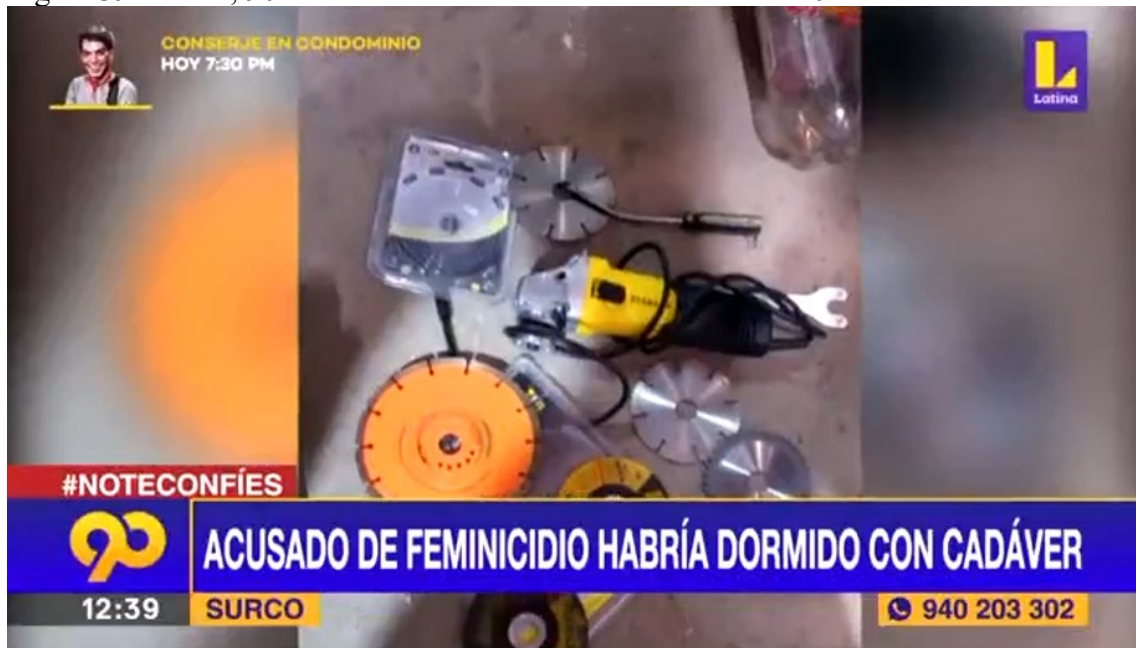 CONSERJE EN CONDOMINIO
HOY 7:30 PM
Latina
#NOTECONFÍES
90
ACUSADO DE FEMINICIDIO HABRÍA DORMIDO CON CADÁVER
12:39
SURCO
940 203 302